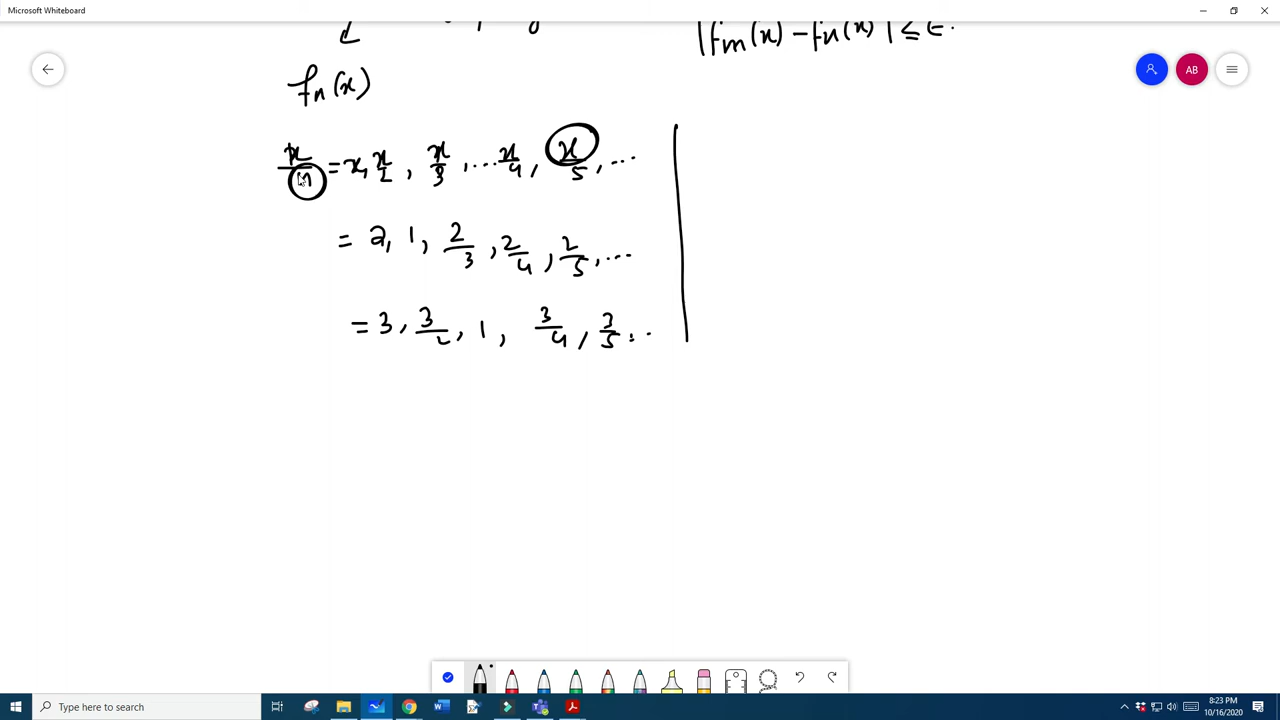 Microsoft Whiteboard
|fm(x) - fn(x)| ≤ ε.
fn(x)
x/n = x, x/2, x/3, ... x/4, x/5, ...
= 2, 1, 2/3, 2/4, 2/5, ...
= 3, 3/2, 1, 3/4, 3/5, ..
AB
Type here to search
8:23 PM
10/16/2020